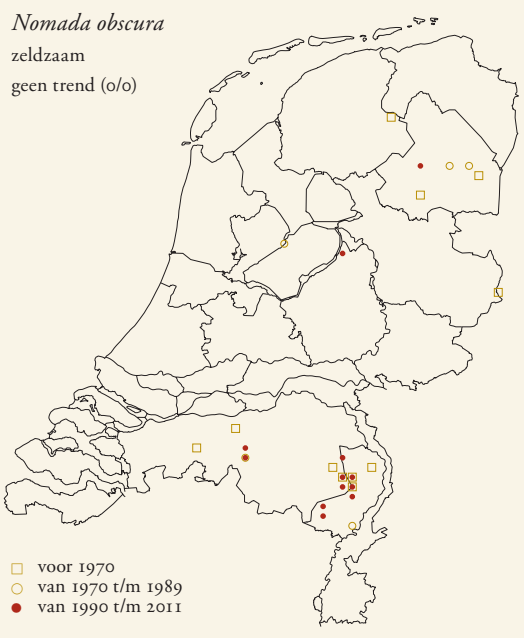 Nomada obscura
zeldzaam
geen trend (0/0)
voor 1970
van 1970 t/m 1989
van 1990 t/m 2011